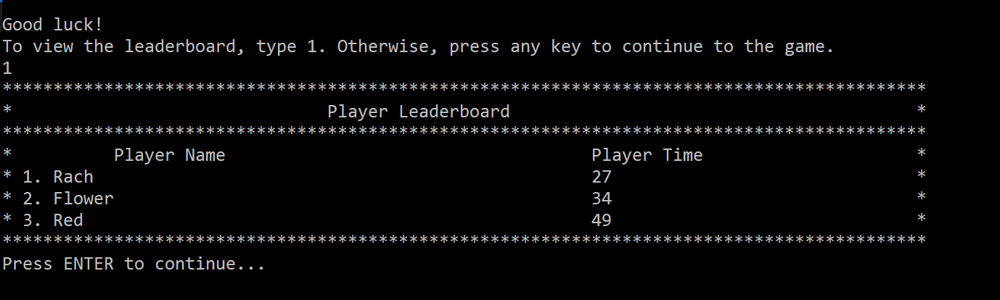 Good luck!
To view the leaderboard, type 1. Otherwise, press any key to continue to the game.
1
*******************************************************************************************
*                               Player Leaderboard                                        *
*******************************************************************************************
*          Player Name                                    Player Time                     *
* 1. Rach                                                 27                              *
* 2. Flower                                               34                              *
* 3. Red                                                  49                              *
*******************************************************************************************
Press ENTER to continue...